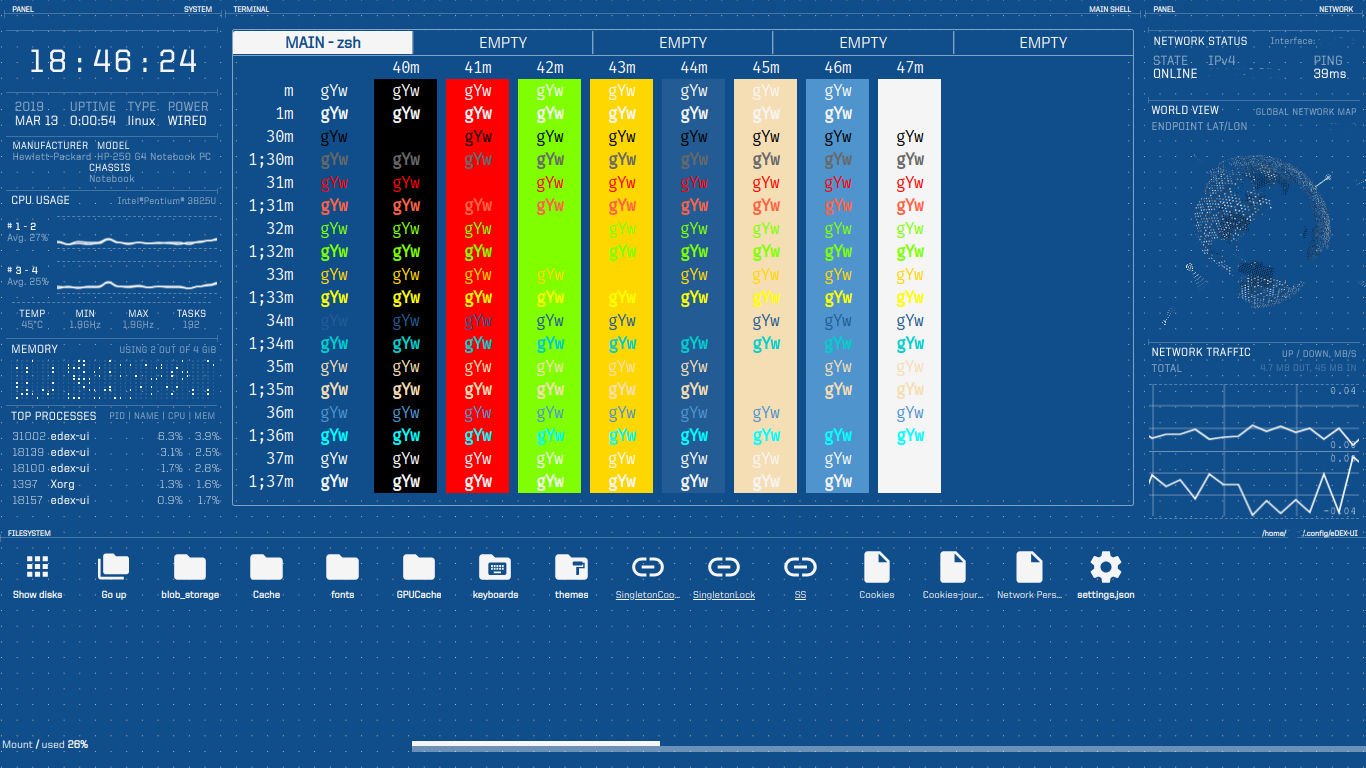 PANEL SYSTEM
TERMINAL MAIN SHELL
PANEL NETWORK
18:46:24
2019 UPTIME TYPE POWER
MAR 13 0:00:54 linux WIRED
MANUFACTURER MODEL
Hewlett-Packard HP 250 G4 Notebook PC
CHASSIS
Notebook
CPU USAGE Intel®Pentium® 3825U
# 1 - 2
Avg. 27%
# 3 - 4
Avg. 25%
TEMP MIN MAX TASKS
45°C 1.9GHz 1.9GHz 192
MEMORY USING 2 OUT OF 4 GiB
TOP PROCESSES PID | NAME | CPU | MEM
31002 edex-ui 6.3% 3.9%
18139 edex-ui 3.1% 2.5%
18100 edex-ui 1.7% 2.8%
1397 Xorg 1.3% 1.6%
18157 edex-ui 0.9% 1.7%
MAIN - zsh EMPTY EMPTY EMPTY EMPTY
40m 41m 42m 43m 44m 45m 46m 47m
m gYw gYw gYw gYw gYw gYw gYw gYw
1m gYw gYw gYw gYw gYw gYw gYw gYw
30m gYw gYw gYw gYw gYw gYw gYw gYw
1;30m gYw gYw gYw gYw gYw gYw gYw gYw gYw
31m gYw gYw gYw gYw gYw gYw gYw gYw
1;31m gYw gYw gYw gYw gYw gYw gYw gYw gYw
32m gYw gYw gYw gYw gYw gYw gYw gYw
1;32m gYw gYw gYw gYw gYw gYw gYw gYw
33m gYw gYw gYw gYw gYw gYw gYw gYw
1;33m gYw gYw gYw gYw gYw gYw gYw gYw gYw
34m gYw gYw gYw gYw gYw gYw gYw gYw
1;34m gYw gYw gYw gYw gYw gYw gYw gYw gYw
35m gYw gYw gYw gYw gYw gYw gYw gYw
1;35m gYw gYw gYw gYw gYw gYw gYw gYw
36m gYw gYw gYw gYw gYw gYw gYw gYw
1;36m gYw gYw gYw gYw gYw gYw gYw gYw gYw
37m gYw gYw gYw gYw gYw gYw gYw gYw
1;37m gYw gYw gYw gYw gYw gYw gYw gYw
NETWORK STATUS Interface:
STATE IPv4 PING
ONLINE 39ms
WORLD VIEW GLOBAL NETWORK MAP
ENDPOINT LAT/LON
NETWORK TRAFFIC UP / DOWN, MB/S
TOTAL 4.7 MB OUT, 45 MB IN
0.04
-0.04
FILESYSTEM /home/ /.config/eDEX-UI
Show disks Go up blob_storage Cache fonts GPUCache keyboards themes SingletonCoo... SingletonLock SS Cookies Cookies-jour... Network Pers... settings.json
Mount / used 26%